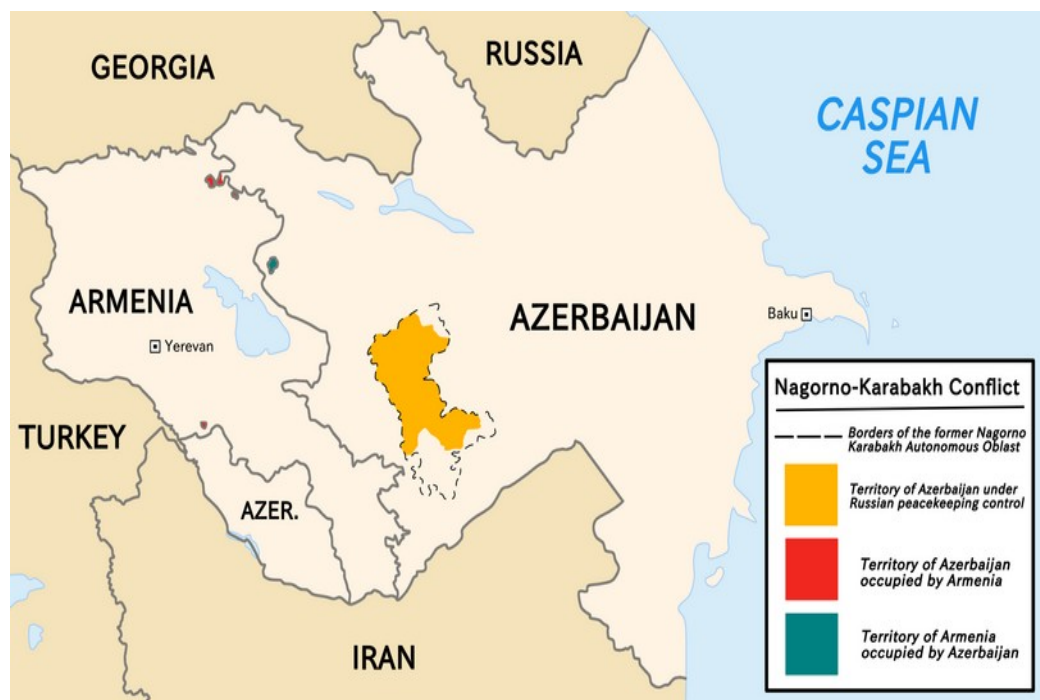 GEORGIA
RUSSIA
CASPIAN
SEA
ARMENIA
AZERBAIJAN
Baku
Yerevan
TURKEY
AZER.
IRAN
Nagorno-Karabakh Conflict
Borders of the former Nagorno
Karabakh Autonomous Oblast
Territory of Azerbaijan under
Russian peacekeeping control
Territory of Azerbaijan
occupied by Armenia
Territory of Armenia
occupied by Azerbaijan